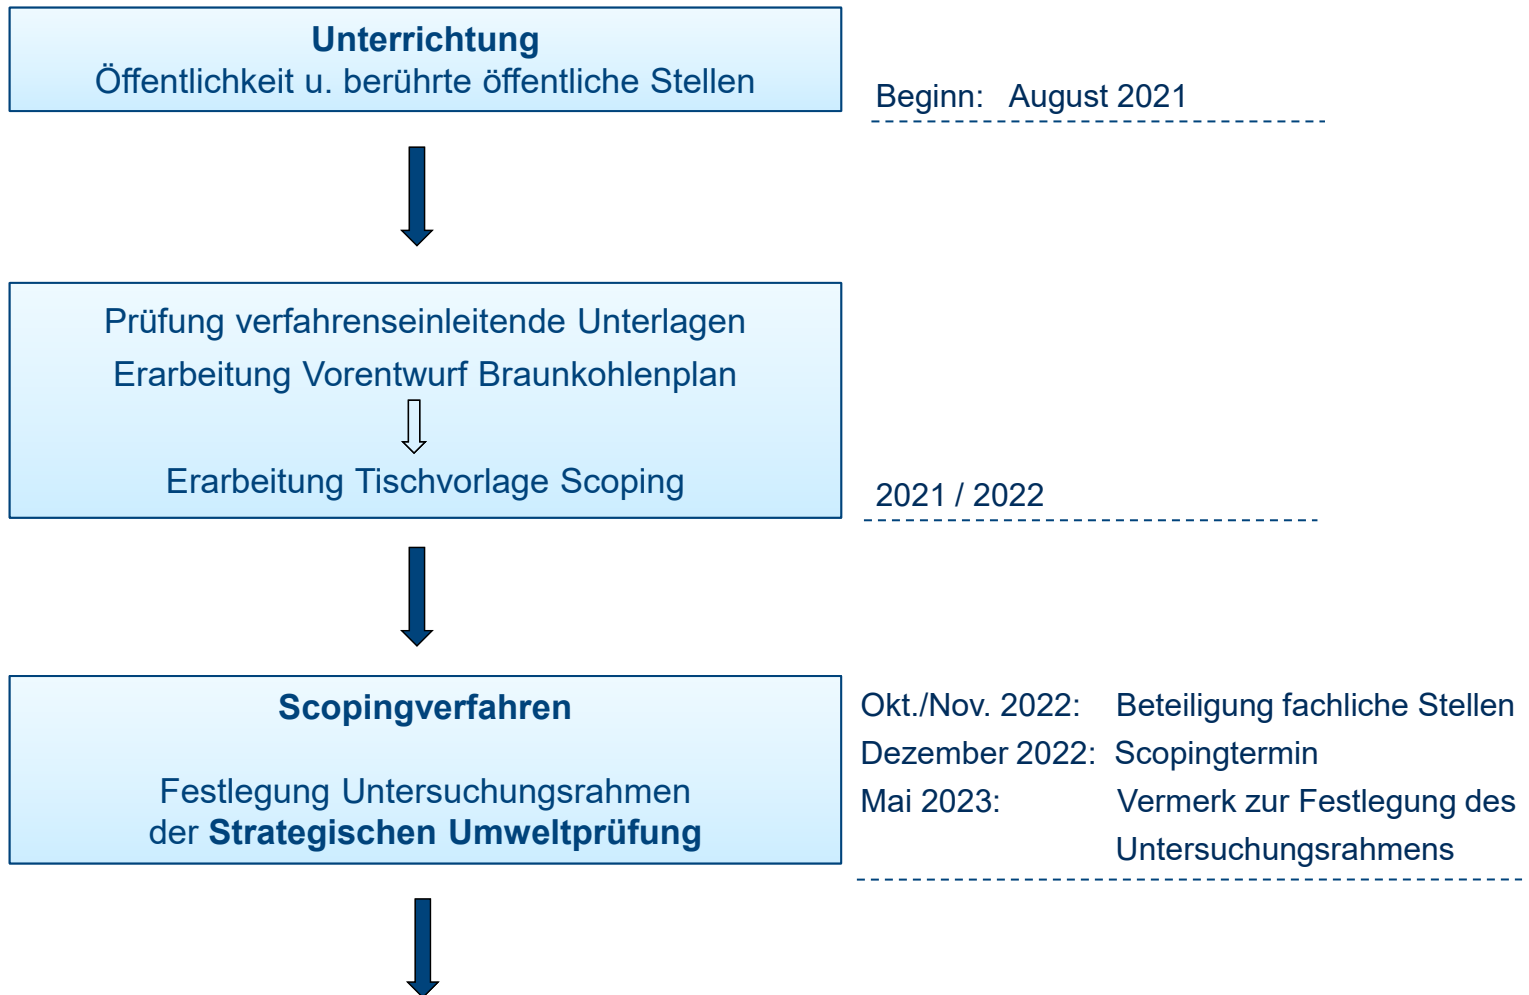 Unterrichtung
Öffentlichkeit u. berührte öffentliche Stellen
Beginn: August 2021
Prüfung verfahrenseinleitende Unterlagen
Erarbeitung Vorentwurf Braunkohlenplan
Erarbeitung Tischvorlage Scoping
2021 / 2022
Scopingverfahren
Festlegung Untersuchungsrahmen
der Strategischen Umweltprüfung
Okt./Nov. 2022: Beteiligung fachliche Stellen
Dezember 2022: Scopingtermin
Mai 2023: Vermerk zur Festlegung des
Untersuchungsrahmens